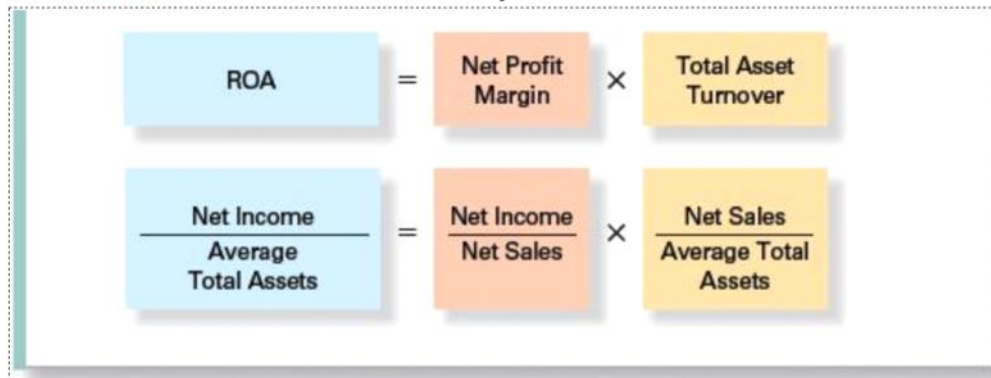 ROA = Net Profit Margin × Total Asset Turnover
Net Income
Average
Total Assets
=
Net Income
Net Sales
×
Net Sales
Average Total
Assets